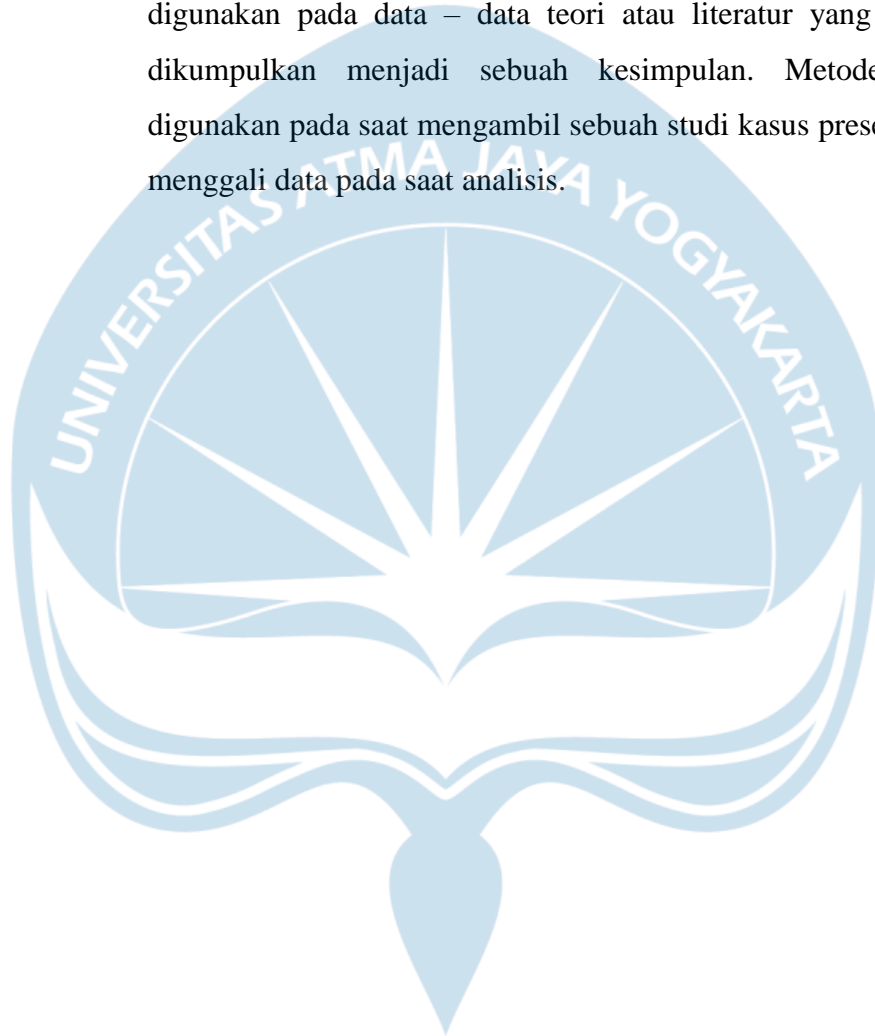 digunakan pada data – data teori atau literatur yang
dikumpulkan menjadi sebuah kesimpulan. Metode
digunakan pada saat mengambil sebuah studi kasus prese
menggali data pada saat analisis.
UNIVERSITAS ATMA JAYA YOGYAKARTA